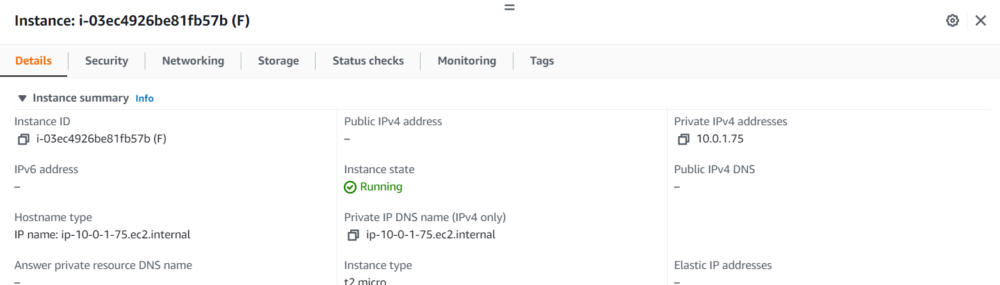 Instance: i-03ec4926be81fb57b (F)
Details
Security
Networking
Storage
Status checks
Monitoring
Tags
Instance summary Info
Instance ID
i-03ec4926be81fb57b (F)
Public IPv4 address
–
Private IPv4 addresses
10.0.1.75
IPv6 address
–
Instance state
Running
Public IPv4 DNS
–
Hostname type
IP name: ip-10-0-1-75.ec2.internal
Private IP DNS name (IPv4 only)
ip-10-0-1-75.ec2.internal
Answer private resource DNS name
–
Instance type
t2.micro
Elastic IP addresses
–